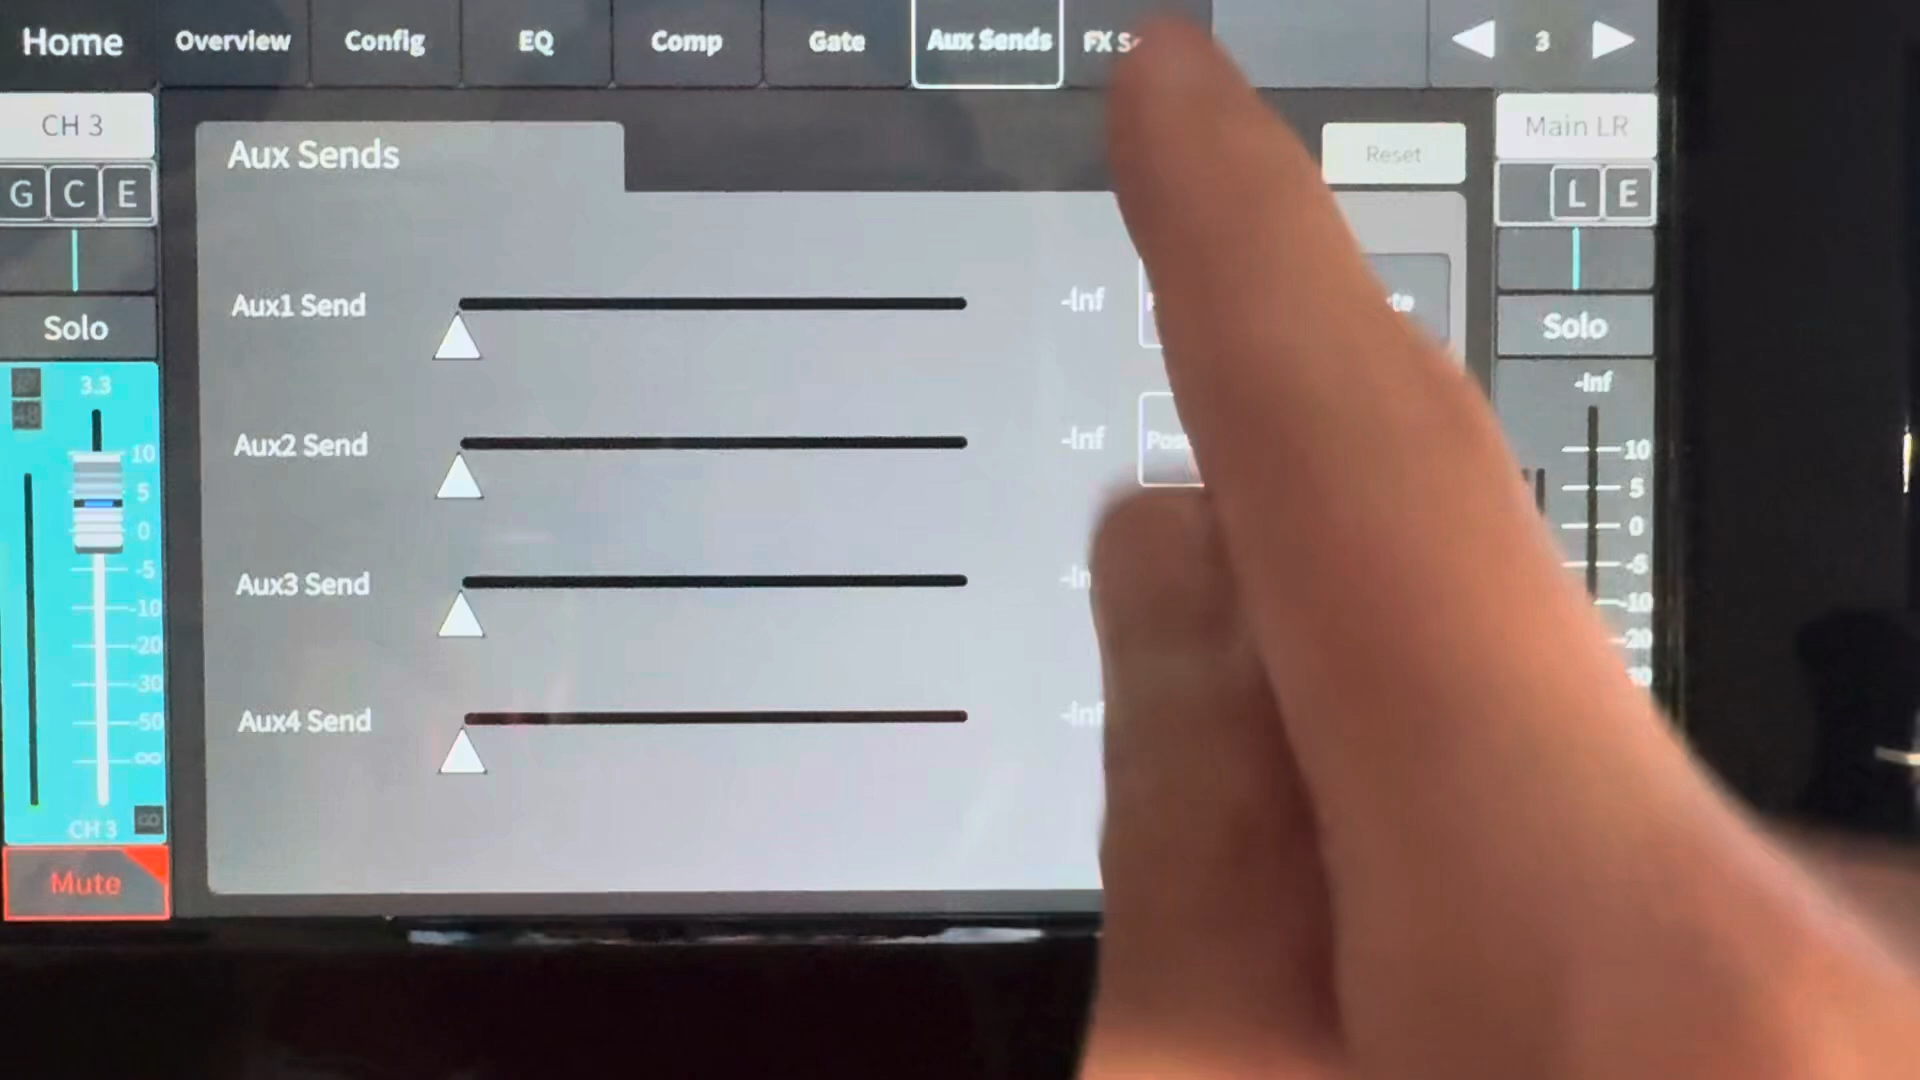 Home
Overview
Config
EQ
Comp
Gate
Aux Sends
FX
3
CH 3
G C E
Solo
3.3
48
10
5
0
-5
-10
-20
-30
-50
∞
CH 3
Mute
Aux Sends
Reset
Aux1 Send
-Inf
Aux2 Send
-Inf
Aux3 Send
Aux4 Send
-Inf
Main LR
L E
Solo
-Inf
10
5
0
-5
-10
-20